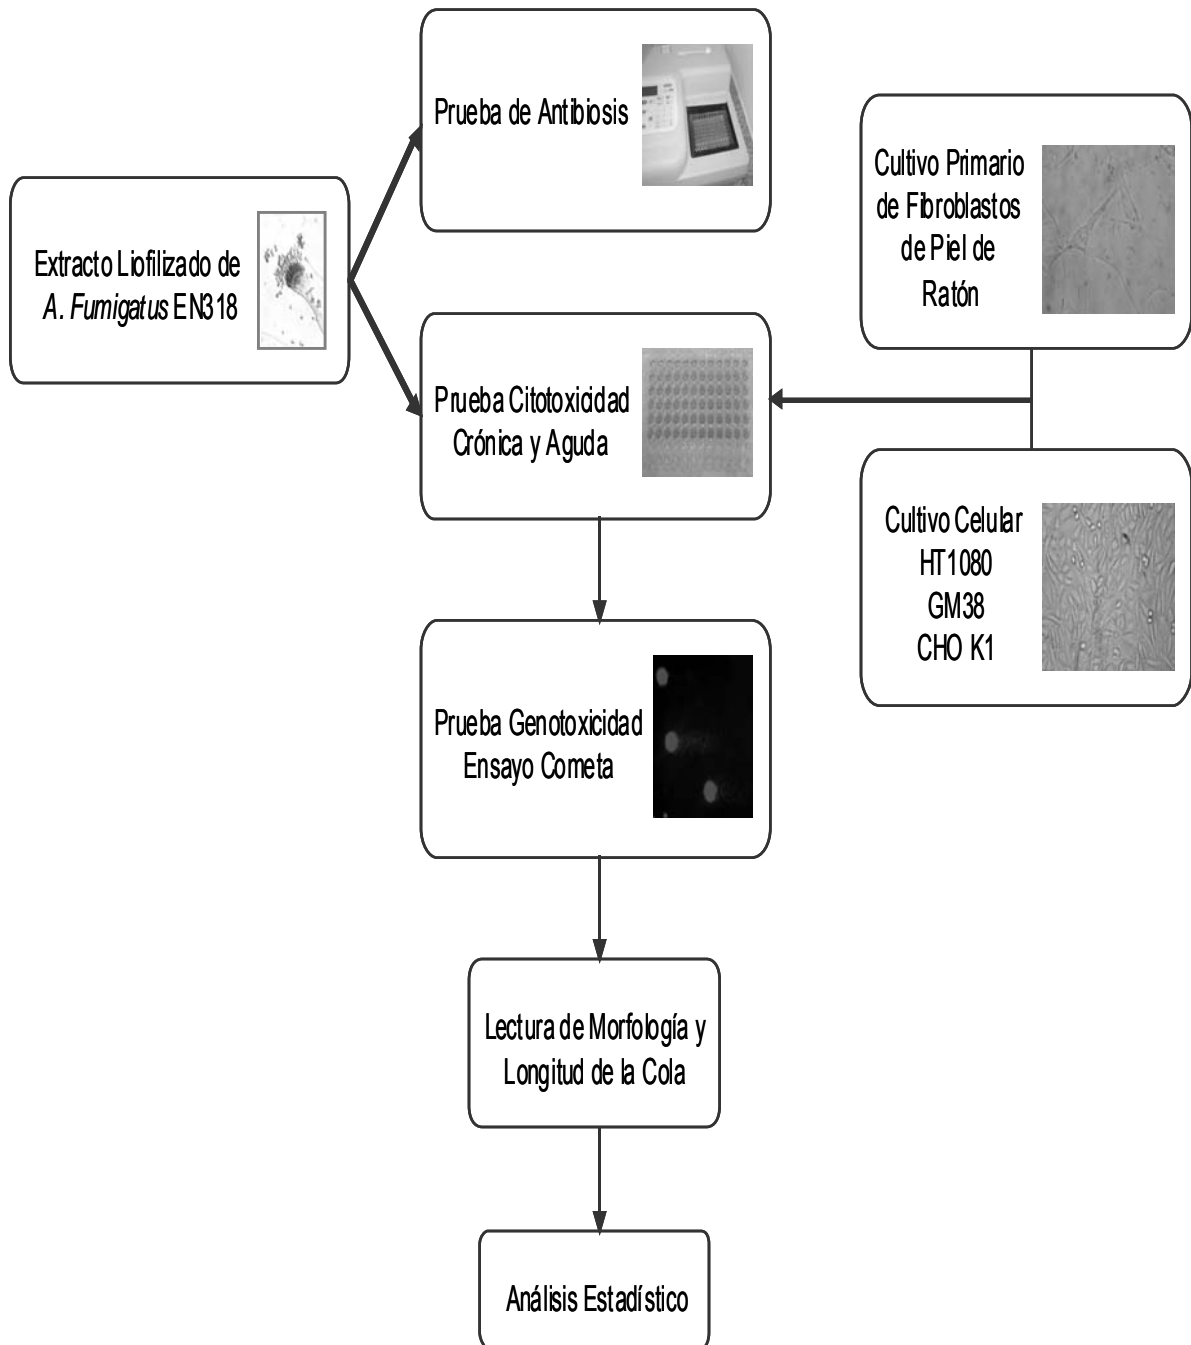 Prueba de Antibiosis
Extracto Liofilizado de
A. Fumigatus EN318
Cultivo Primario
de Fibroblastos
de Piel de
Ratón
Prueba Citotoxicidad
Crónica y Aguda
Cultivo Celular
HT1080
GM38
CHO K1
Prueba Genotoxicidad
Ensayo Cometa
Lectura de Morfología y
Longitud de la Cola
Análisis Estadístico